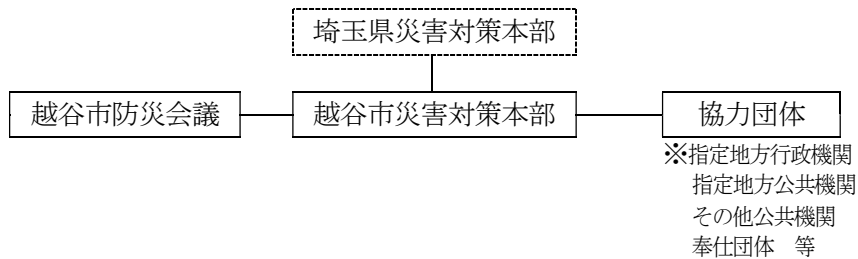 埼玉県災害対策本部
越谷市防災会議
越谷市災害対策本部
協力団体
※指定地方行政機関
指定地方公共機関
その他公共機関
奉仕団体　等